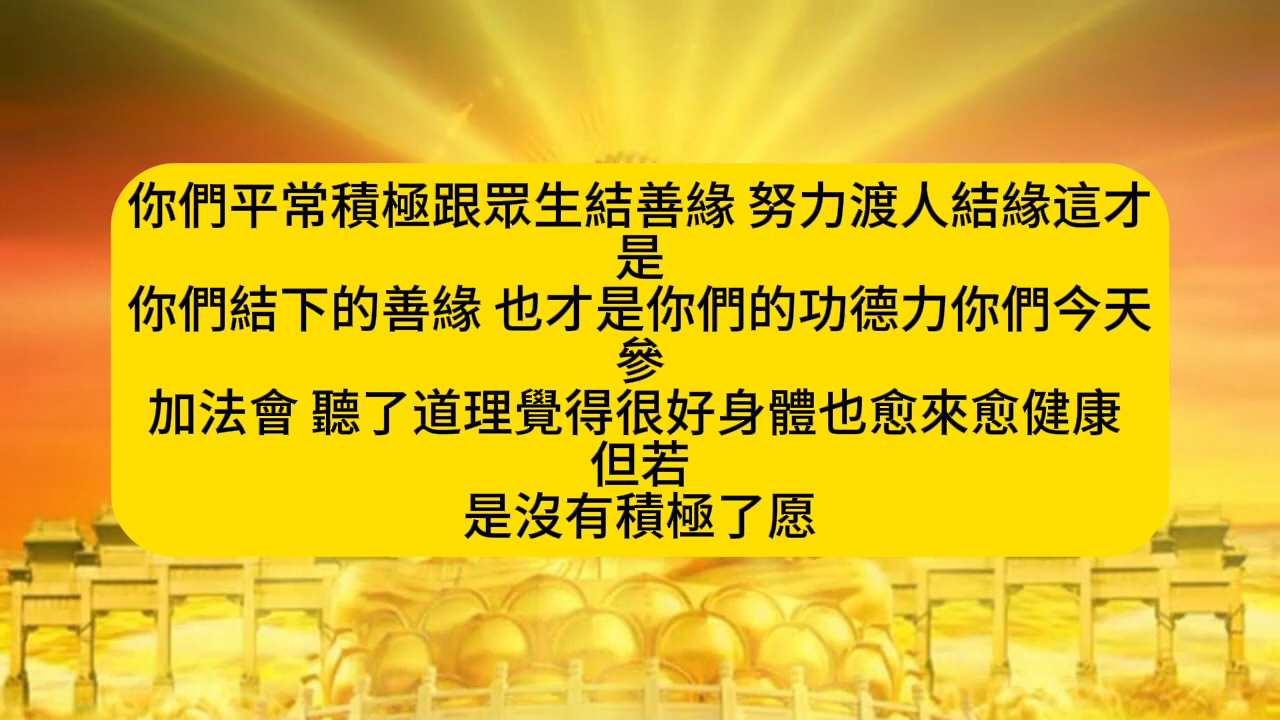 你們平常積極跟眾生結善緣 努力渡人結緣這才
是
你們結下的善緣 也才是你們的功德力你們今天
參
加法會 聽了道理覺得很好身體也愈來愈健康
但若
是沒有積極了愿